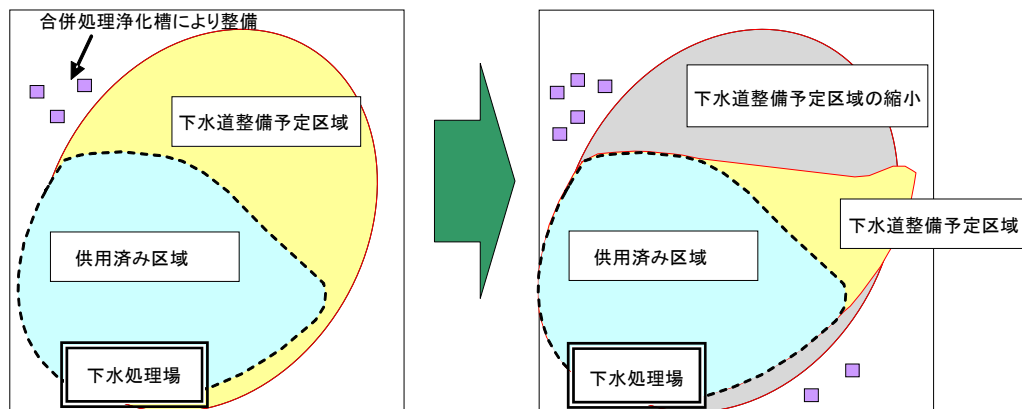 合併処理浄化槽により整備
下水道整備予定区域
供用済み区域
下水処理場
下水道整備予定区域の縮小
下水道整備予定区域
供用済み区域
下水処理場